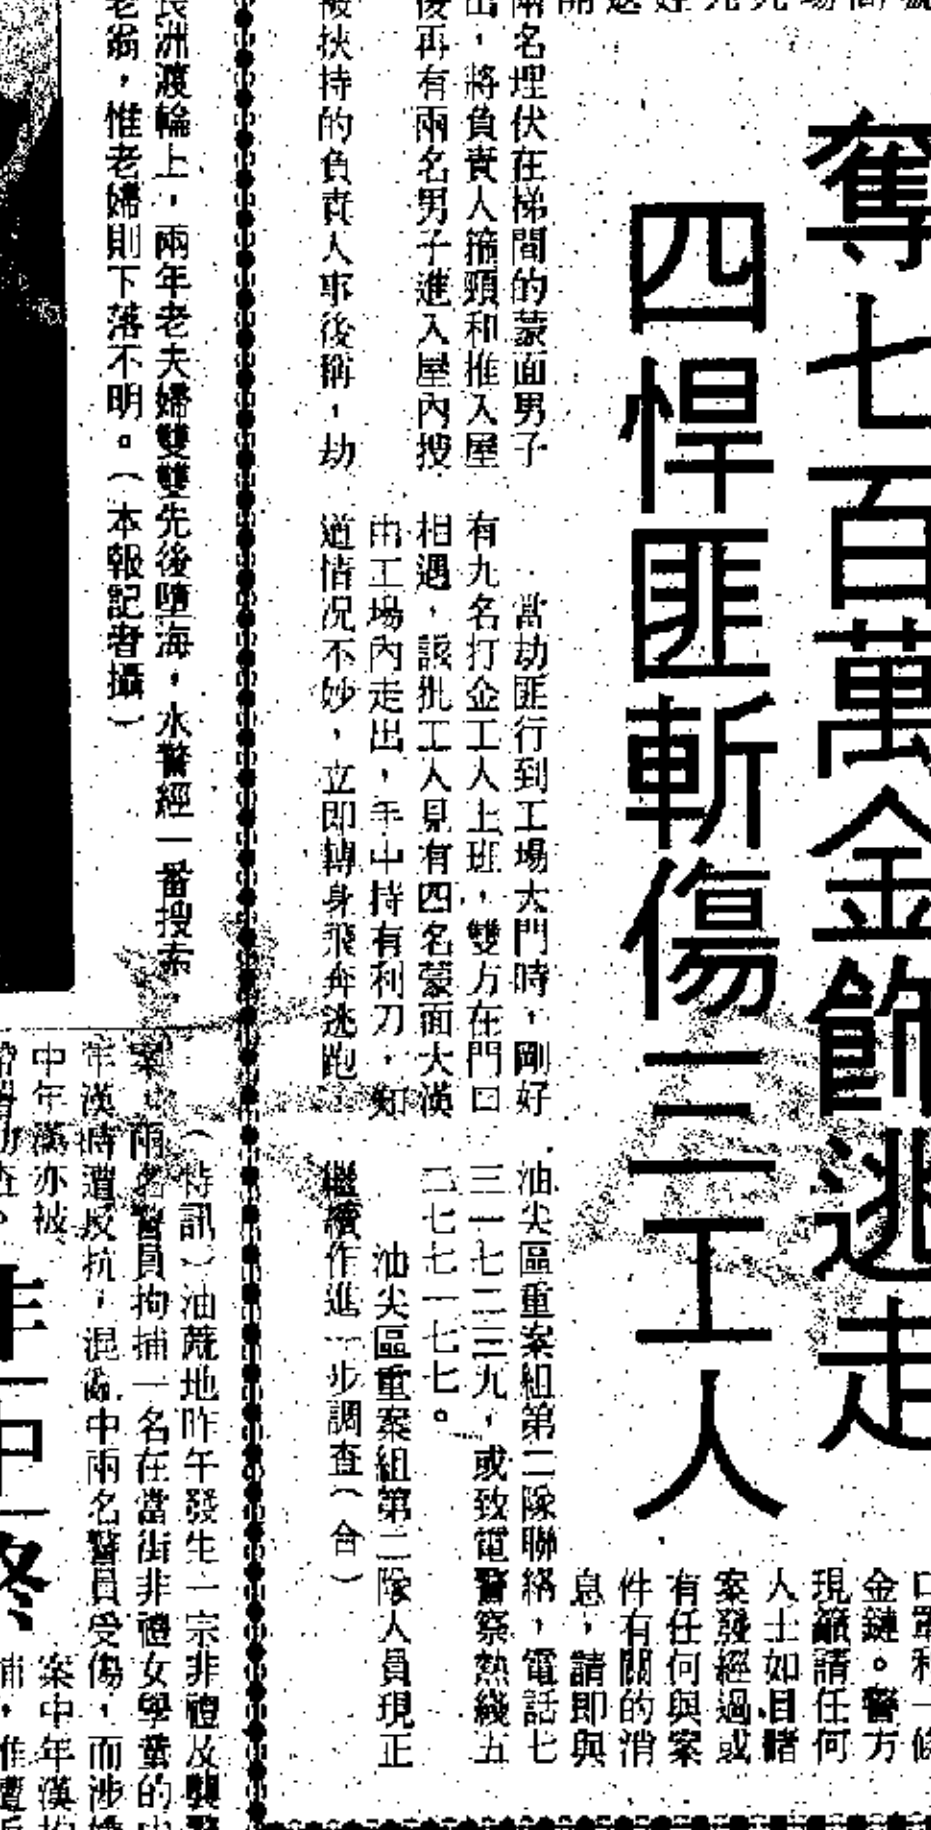 奪七百萬金飾逃走
四悍匪斬傷三工人
兩名埋伏在梯間的蒙面男子
出，將負責人箍頸和推入屋
後再有兩名男子進入屋內搜
被挾持的負責人事後稱，劫
當劫匪行到工場大門時，剛好
有九名打金工人上班，雙方在門口
相遇，該批工人見有四名蒙面大漢
由工場內走出，手中持有利刀，知
道情況不妙，立即轉身飛奔逃跑，
金鏈。警方
現籲請任何
人士如目睹
案發經過或
有任何與案
件有關的消
息，請即與
油尖區重案組第二隊聯絡，電話七
三一七二三九，或致電警察熱綫五
二七七一七七。
油尖區重案組第二隊人員現正
繼續作進一步調查（合）
長洲渡輪上，兩年老夫婦雙雙先後墮海，水警經一番搜索
老翁，惟老婦則下落不明。（本報記者攝）
（特訊）油蔴地昨午發生一宗非禮及襲警
案，兩名警員拘捕一名在當街非禮女學童的中
年漢時遭反抗，混亂中兩名警員受傷，而涉嫌
中年漢亦被
案中年漢